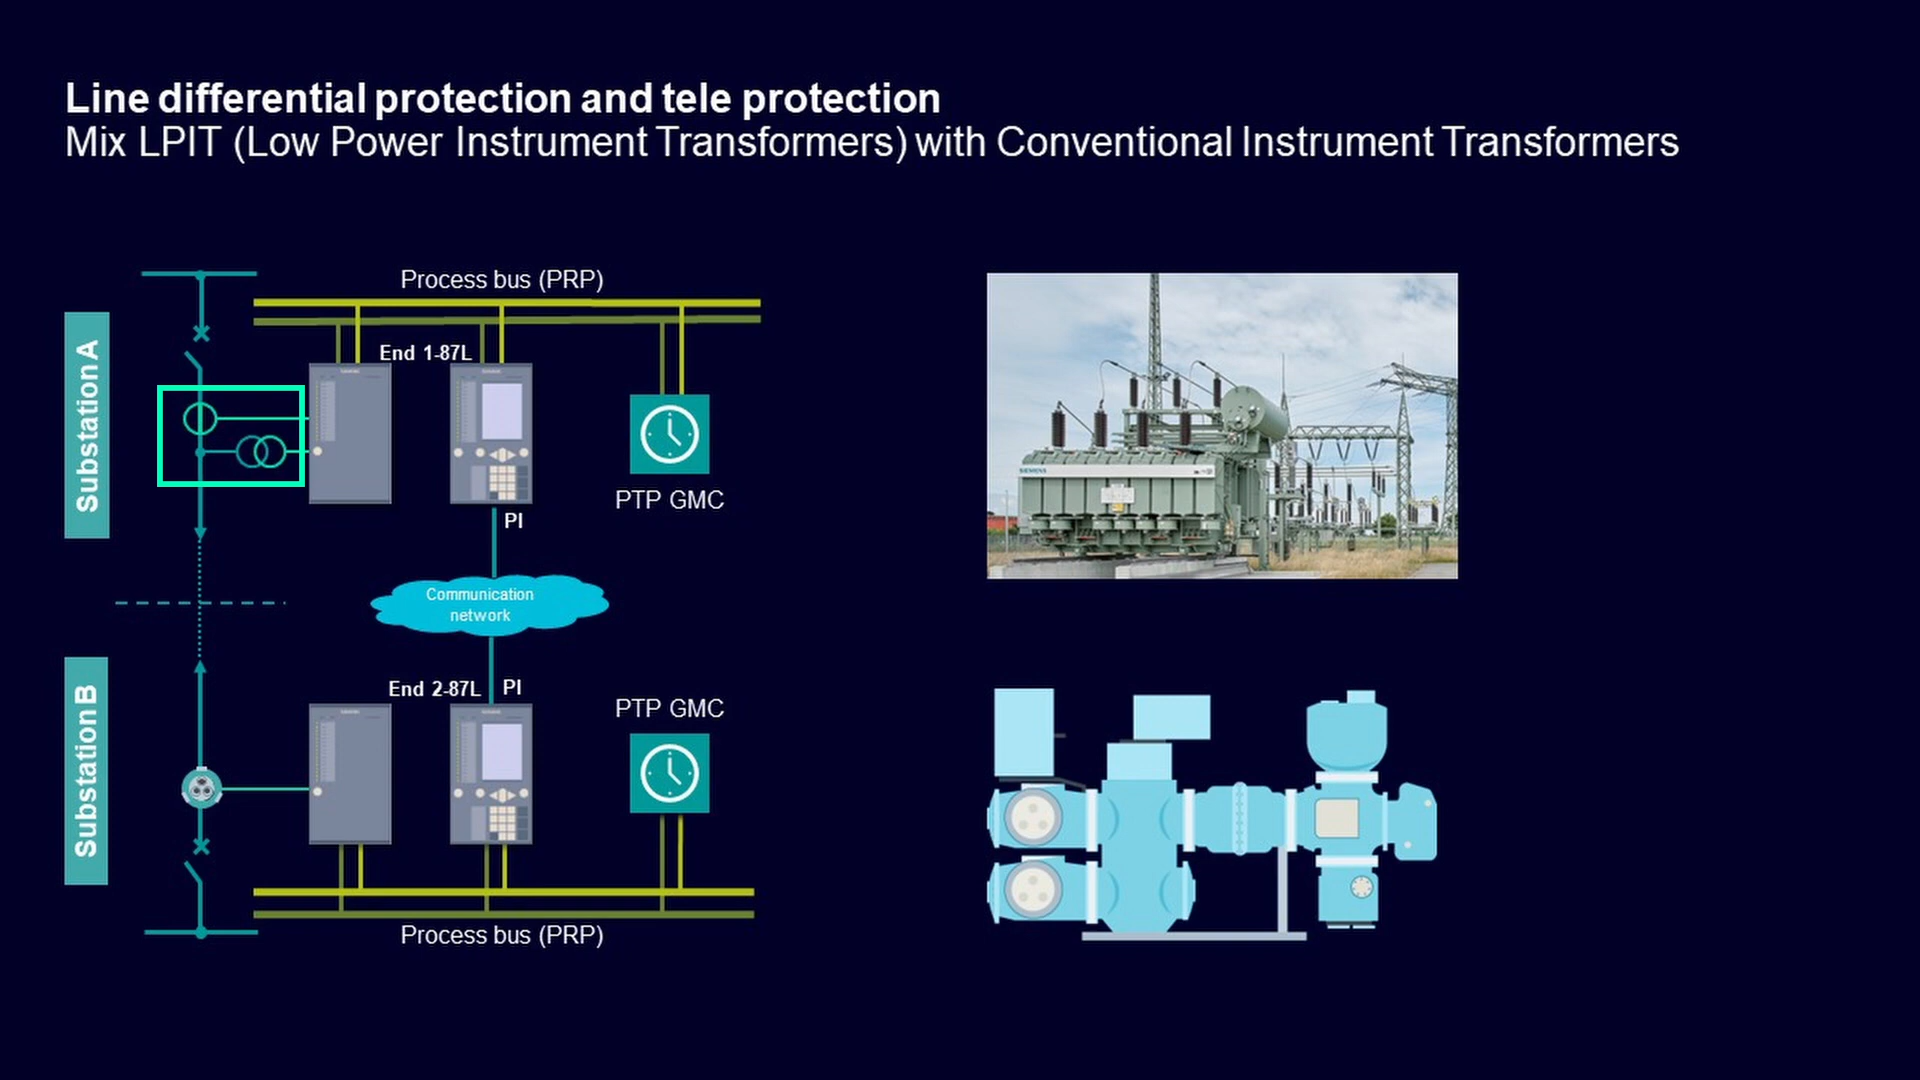 Line differential protection and tele protection
Mix LPIT (Low Power Instrument Transformers) with Conventional Instrument Transformers
Process bus (PRP)
Substation A
End 1-87L
PTP GMC
PI
SIEMENS
Communication
network
Substation B
End 2-87L
PI
PTP GMC
Process bus (PRP)